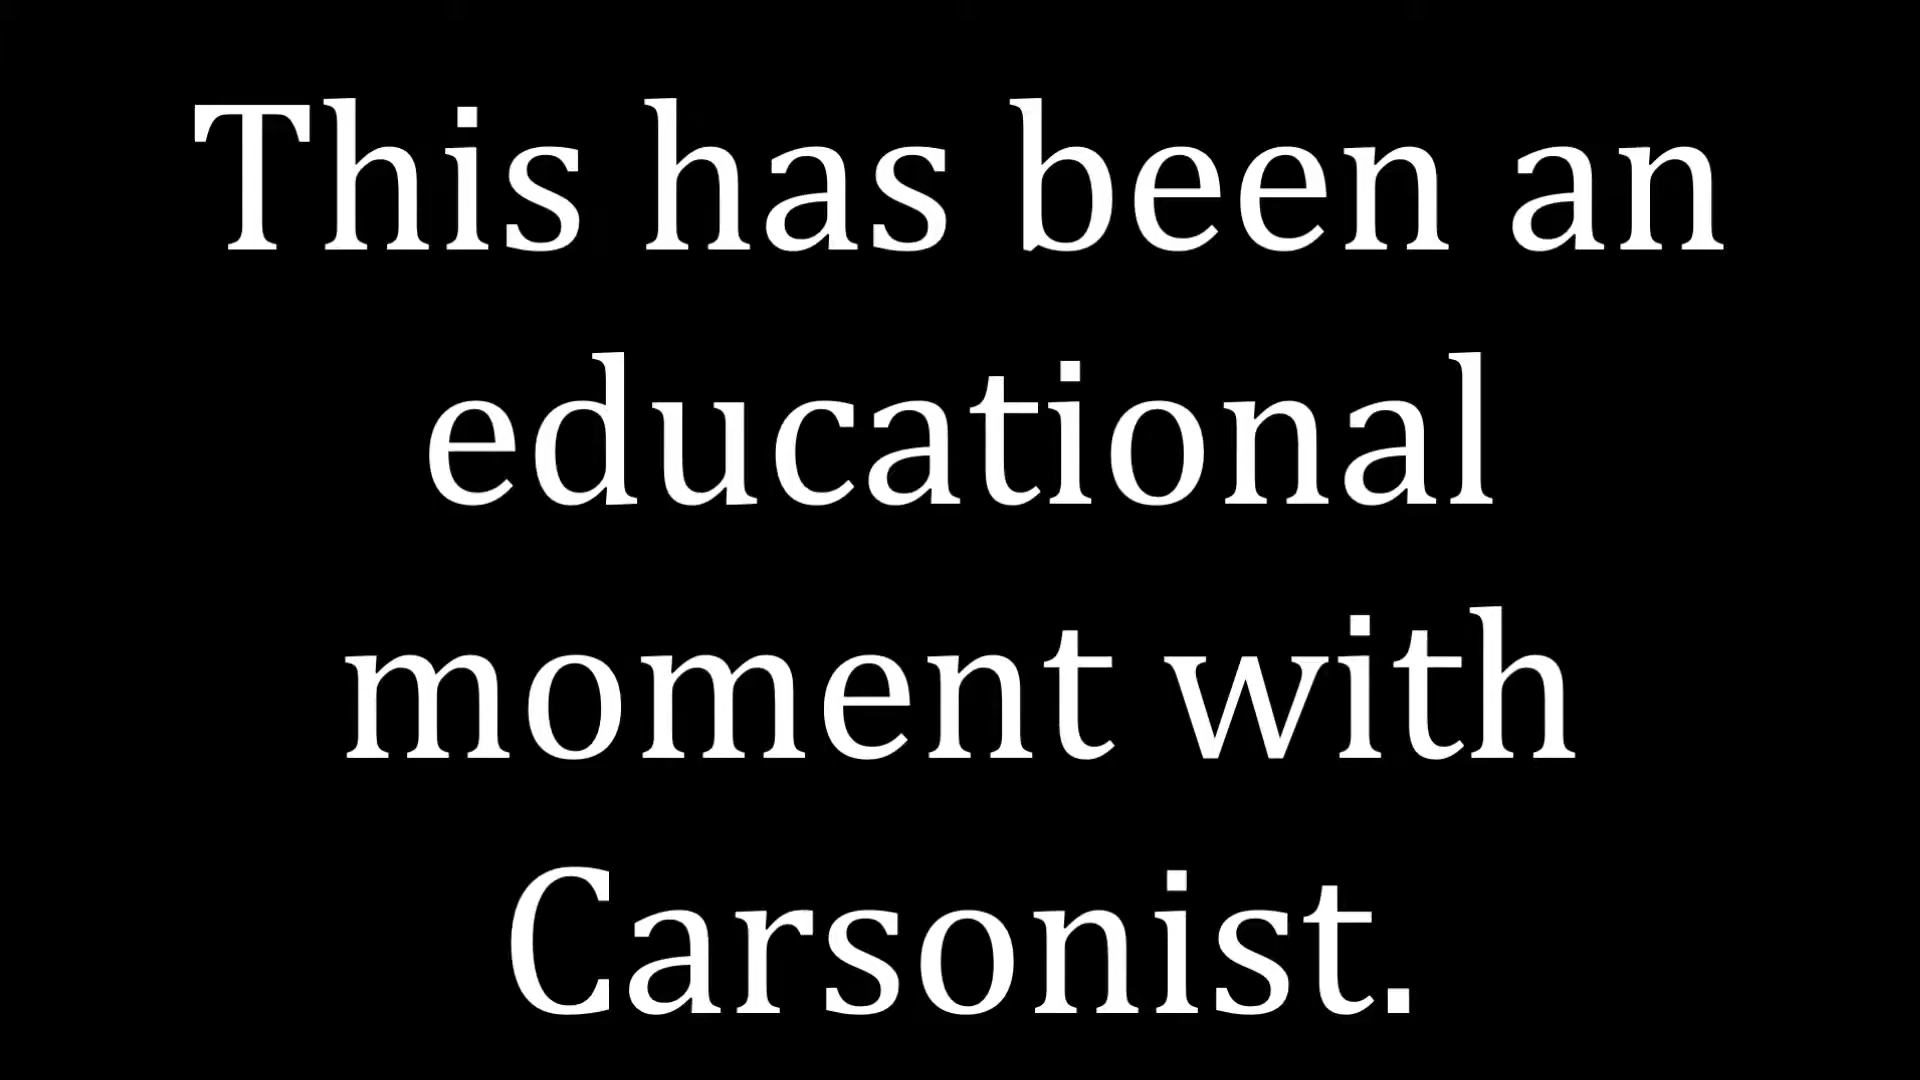 This has been an
educational
moment with
Carsonist.